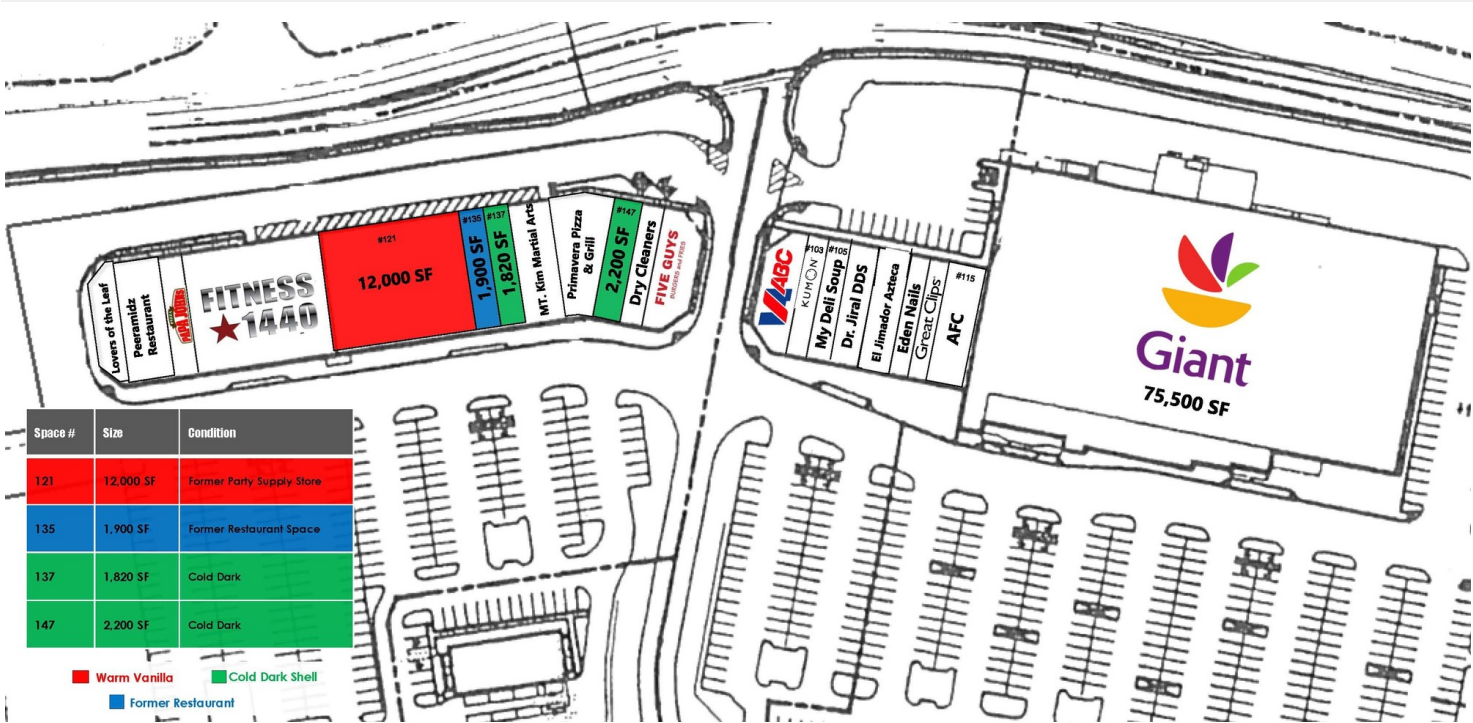 Lovers of the Leaf
Peeramidz
Restaurant
PAPA JOHNS
FITNESS
1440
#121
12,000 SF
#135
1,900 SF
#137
1,820 SF
MT. Kim Martial Arts
Primavera Pizza
& Grill
#147
2,200 SF
Dry Cleaners
FIVE GUYS
BURGERS and FRIES
VA ABC
#103
KUMON
#105
My Deli Soup
Dr. Jiral DDS
El Jimador Azteca
Eden Nails
Great Clips
#115
AFC
Giant
75,500 SF
Space # Size Condition
121 12,000 SF Former Party Supply Store
135 1,900 SF Former Restaurant Space
137 1,820 SF Cold Dark
147 2,200 SF Cold Dark
Warm Vanilla Cold Dark Shell
Former Restaurant